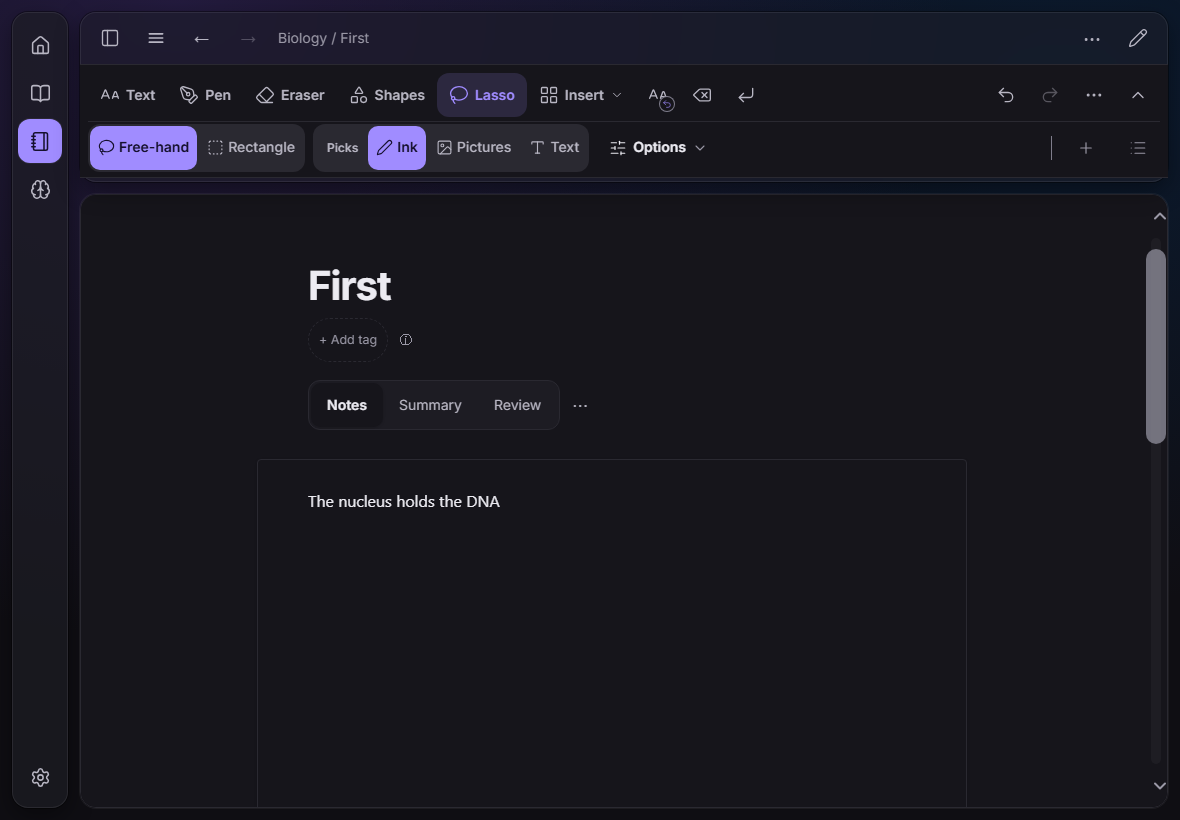 Biology / First
Text Pen Eraser Shapes Lasso Insert
Free-hand Rectangle Picks Ink Pictures Text Options
First
+ Add tag
Notes Summary Review
The nucleus holds the DNA